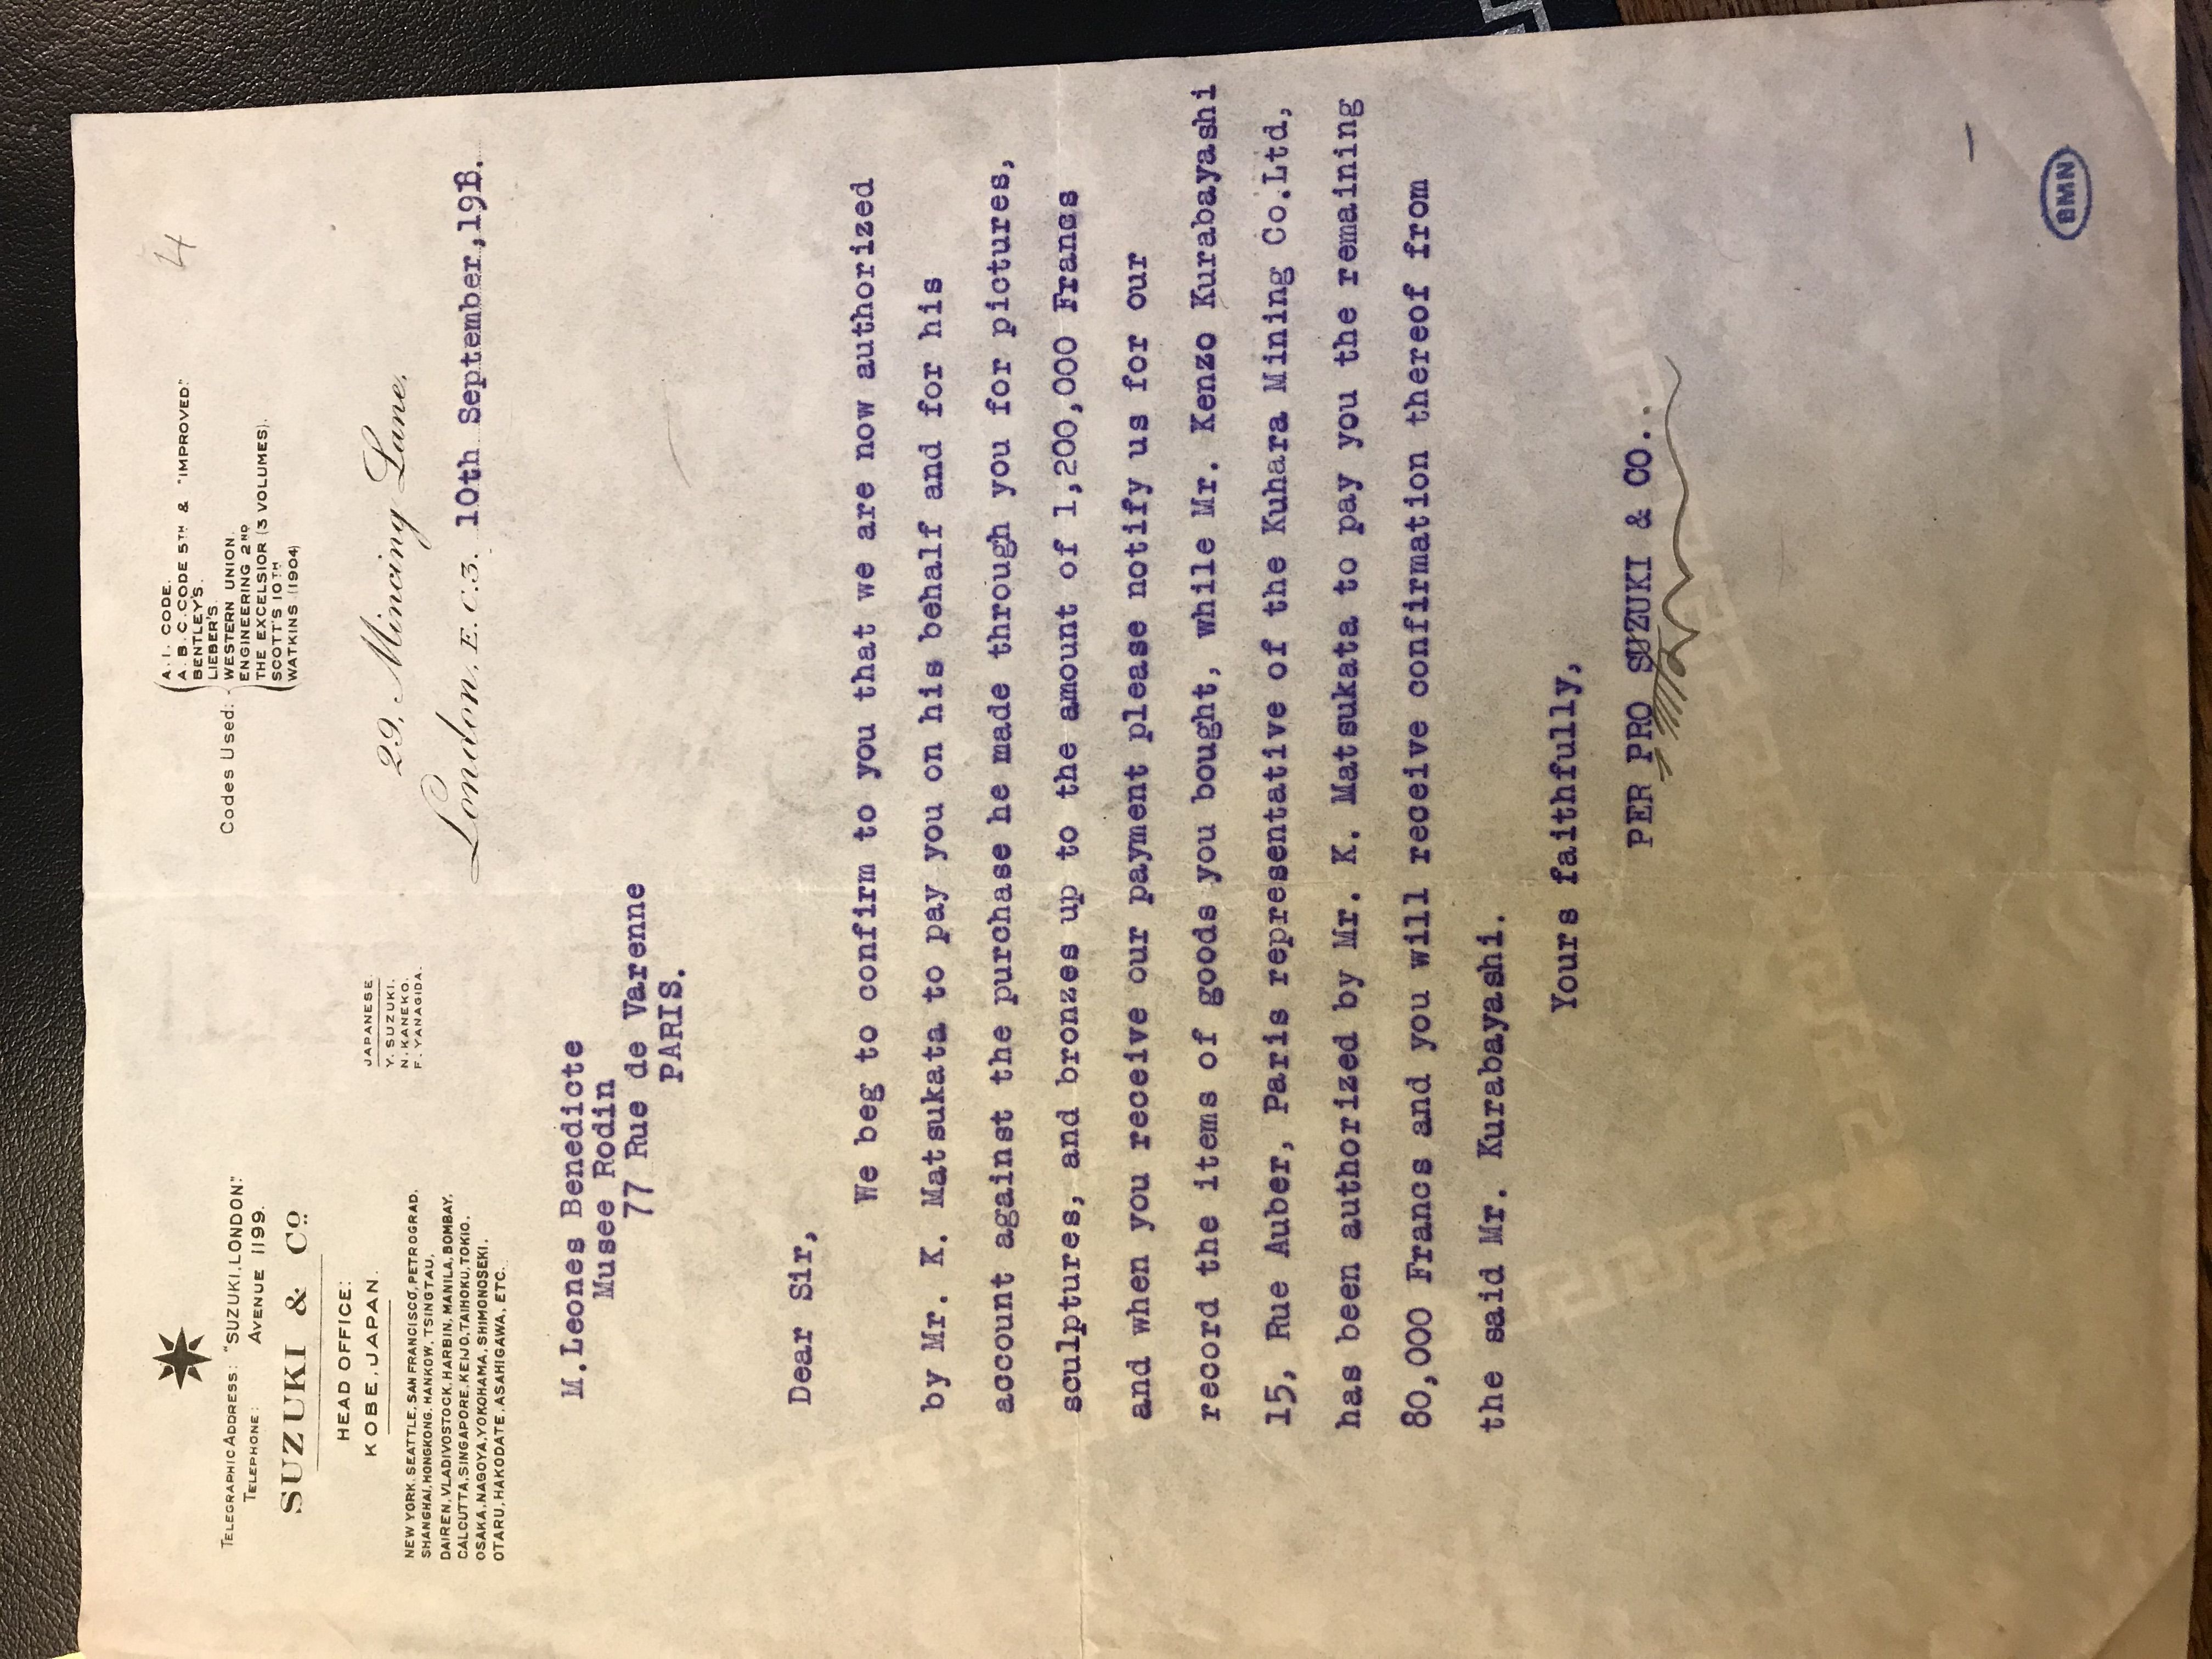 4
TELEGRAPHIC ADDRESS: "SUZUKI, LONDON."
TELEPHONE: AVENUE 1199.
SUZUKI & Co.
HEAD OFFICE:
KOBE, JAPAN.
NEW YORK, SEATTLE, SAN FRANCISCO, PETROGRAD,
SHANGHAI, HONGKONG, HANKOW, TSINGTAU,
DAIREN, VLADIVOSTOCK, HARBIN, MANILA, BOMBAY,
CALCUTTA, SINGAPORE, KEIJO, TAIHOKU, TOKIO,
OSAKA, NAGOYA, YOKOHAMA, SHIMONOSEKI,
OTARU, HAKODATE, ASAHIGAWA, ETC.
JAPANESE
Y. SUZUKI.
N. KANEKO.
F. YANAGIDA.
Codes Used:
A. I. CODE.
A. B. C. CODE 5TH & "IMPROVED."
BENTLEY'S.
LIEBER'S.
WESTERN UNION.
ENGINEERING 2ND
THE EXCELSIOR (3 VOLUMES).
SCOTT'S 10TH
WATKINS (1904)
29, Mincing Lane,
London, E.C.3. 10th September, 19
M.Leones Benedicte
Musee Rodin
77 Rue de Varenne
PARIS.
Dear Sir,
We beg to confirm to you that we are now authorized
by Mr. K. Matsukata to pay you on his behalf and for his
account against the purchase he made through you for pictures,
sculptures, and bronzes up to the amount of 1,200,000 Francs
and when you receive our payment please notify us for our
record the items of goods you bought, while Mr. Kenzo Kurabayashi
15, Rue Auber, Paris representative of the Kuhara Mining Co.Ltd,
has been authorized by Mr. K. Matsukata to pay you the remaining
80,000 Francs and you will receive confirmation thereof from
the said Mr. Kurabayashi.
Yours faithfully,
PER PRO SUZUKI & CO...
BMN